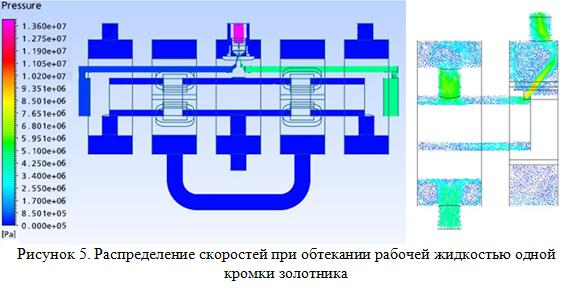 Pressure
1.360e+07
1.275e+07
1.190e+07
1.105e+07
1.020e+07
9.351e+06
8.501e+06
7.651e+06
6.801e+06
5.951e+06
5.101e+06
4.250e+06
3.400e+06
2.550e+06
1.700e+06
8.501e+05
0.000e+05
[Pa]
Рисунок 5. Распределение скоростей при обтекании рабочей жидкостью одной
кромки золотника